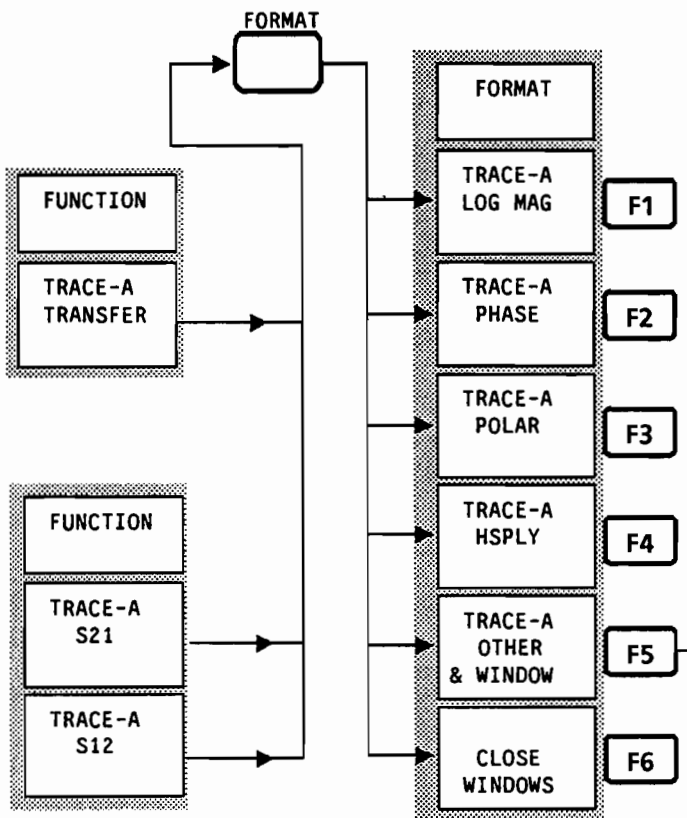 FORMAT
FUNCTION
TRACE-A
TRANSFER
FUNCTION
TRACE-A
S21
TRACE-A
S12
FORMAT
TRACE-A
LOG MAG
F1
TRACE-A
PHASE
F2
TRACE-A
POLAR
F3
TRACE-A
HSPLY
F4
TRACE-A
OTHER
& WINDOW
F5
CLOSE
WINDOWS
F6